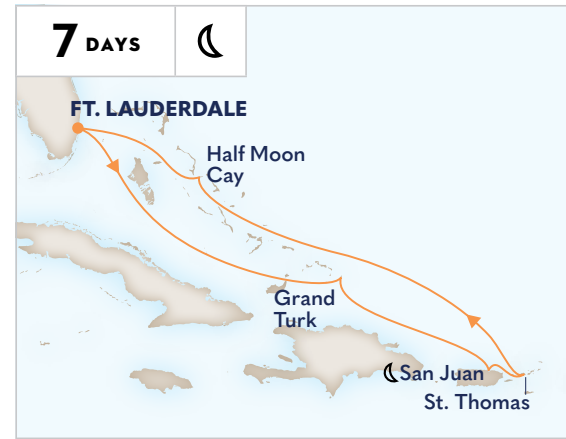 7 DAYS
FT. LAUDERDALE
Half Moon
Cay
Grand
Turk
San Juan
St. Thomas